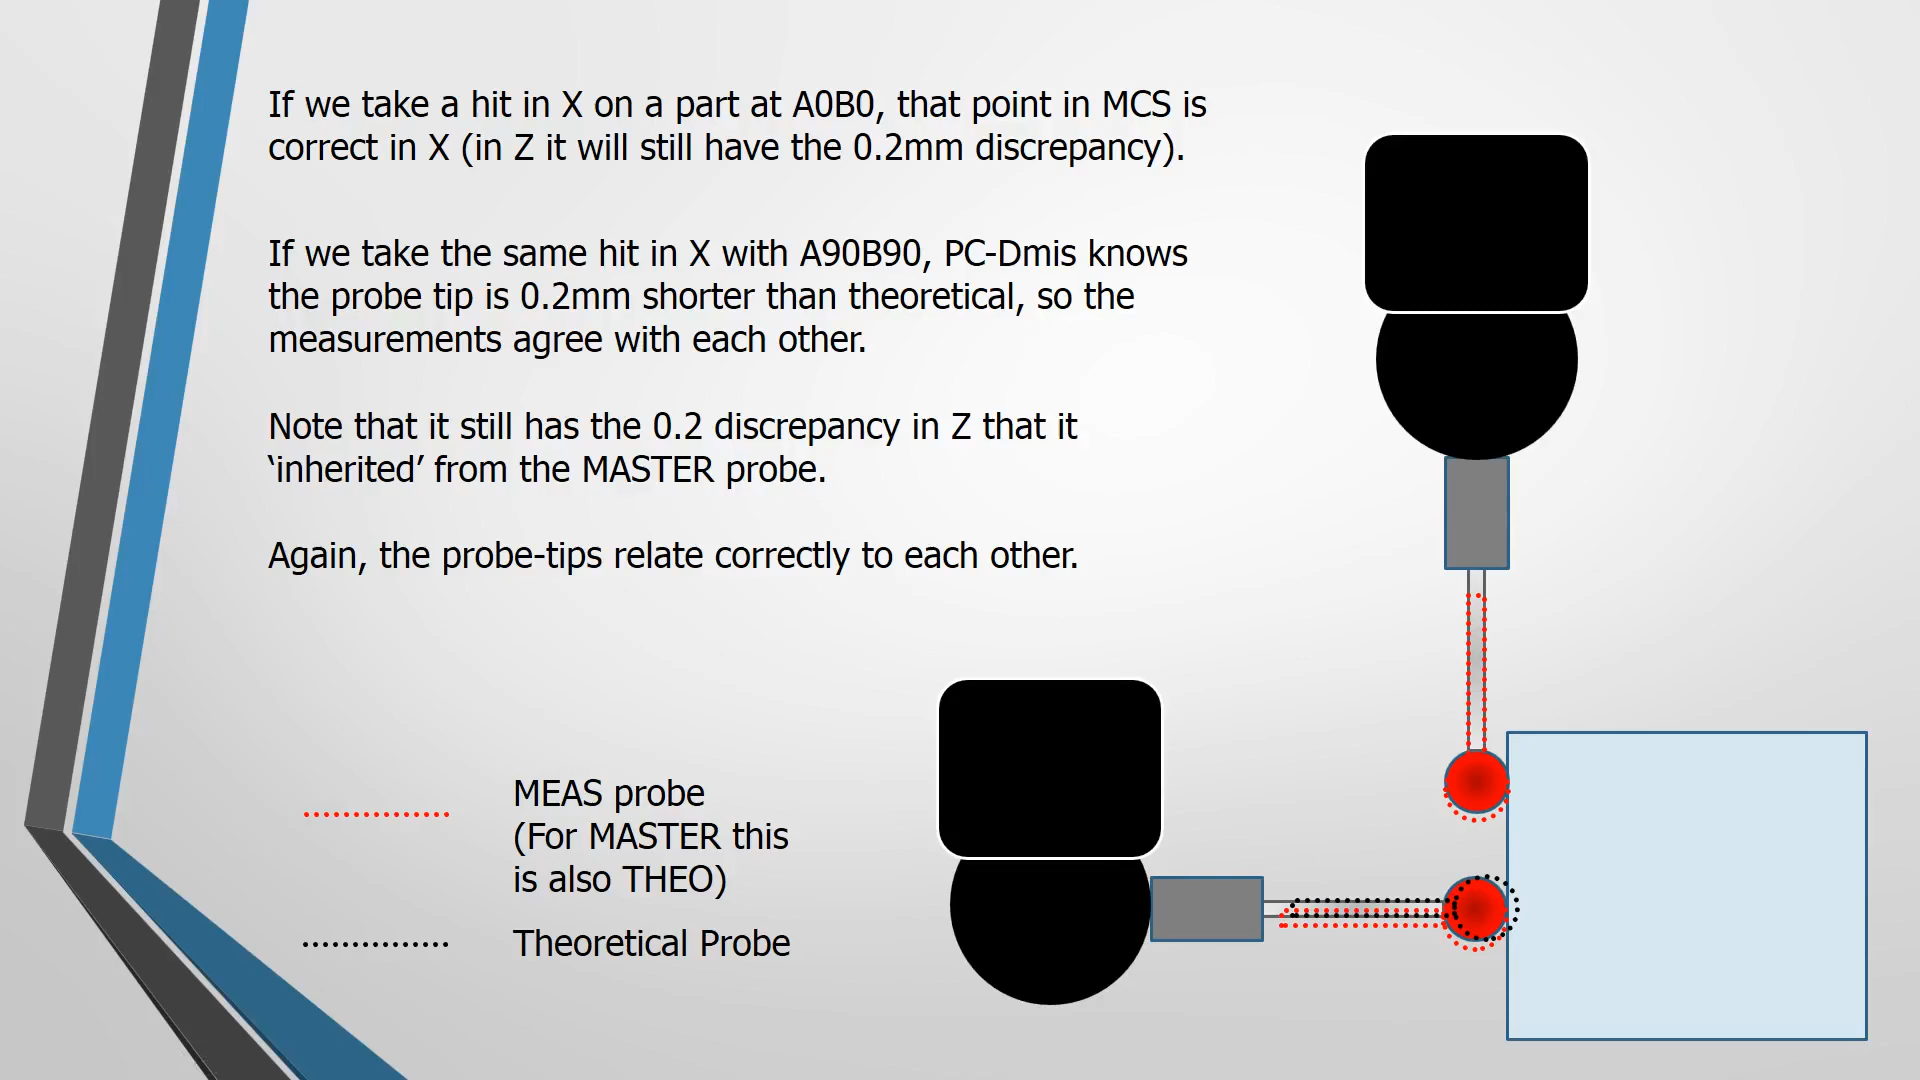 If we take a hit in X on a part at A0B0, that point in MCS is
correct in X (in Z it will still have the 0.2mm discrepancy).
If we take the same hit in X with A90B90, PC-Dmis knows
the probe tip is 0.2mm shorter than theoretical, so the
measurements agree with each other.
Note that it still has the 0.2 discrepancy in Z that it
‘inherited’ from the MASTER probe.
Again, the probe-tips relate correctly to each other.
MEAS probe
(For MASTER this
is also THEO)
Theoretical Probe